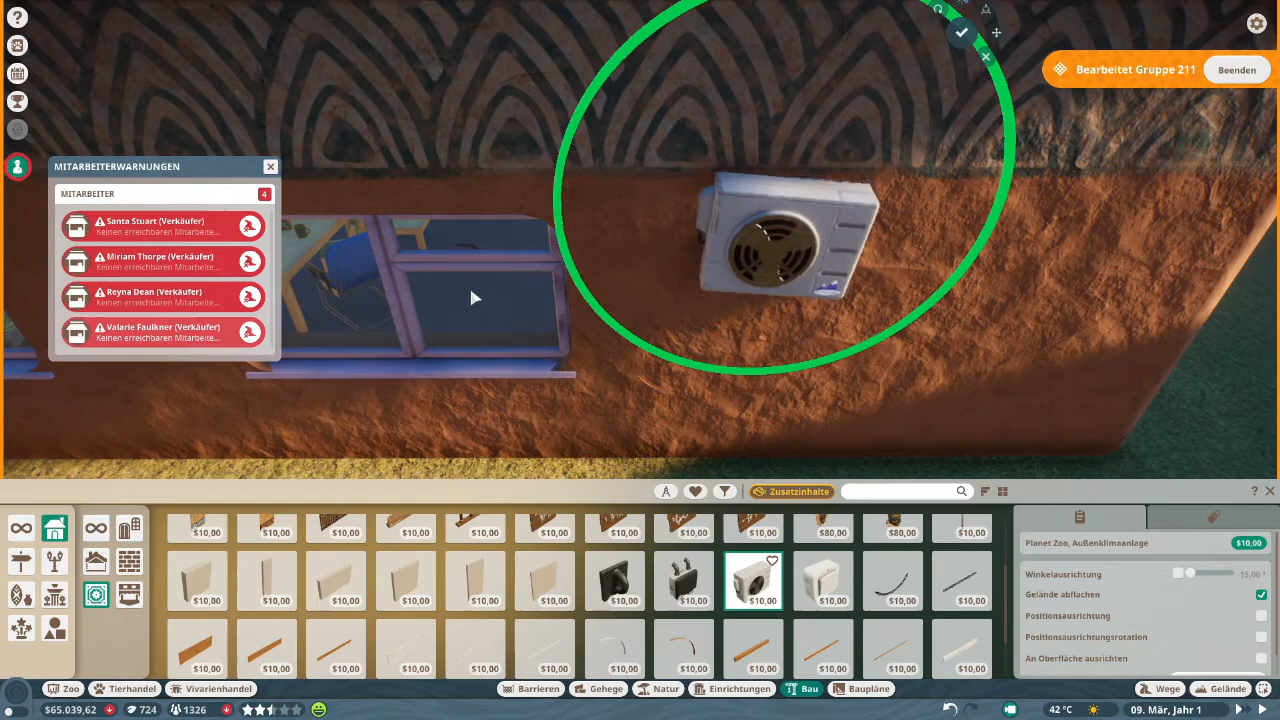 Bearbeitet Gruppe 211
Beenden
MITARBEITERWARNUNGEN
MITARBEITER
4
Santa Stuart (Verkäufer)
Keinen erreichbaren Mitarbeite...
Miriam Thorpe (Verkäufer)
Keinen erreichbaren Mitarbeite...
Reyna Dean (Verkäufer)
Keinen erreichbaren Mitarbeite...
Valarie Faulkner (Verkäufer)
Keinen erreichbaren Mitarbeite...
Zusatzinhalte
? ×
$10,00 $10,00 $10,00 $10,00 $10,00 $10,00 $10,00 $10,00 $10,00 $80,00 $80,00 $10,00
$10,00 $10,00 $10,00 $10,00 $10,00 $10,00 $10,00 $10,00 $10,00 $10,00 $10,00 $10,00
$10,00 $10,00 $10,00 $10,00 $10,00 $10,00 $10,00 $10,00 $10,00 $10,00 $10,00 $10,00
Planet Zoo, Außenklimaanlage $10,00
Winkelausrichtung 15,00 °
Gelände abflachen
Positionsausrichtung
Positionsausrichtungsrotation
An Oberfläche ausrichten
Zoo Tierhandel Vivarienhandel Barrieren Gehege Natur Einrichtungen Bau Baupläne Wege Gelände
$65.039,62 724 1326 42 °C 09. Mär, Jahr 1